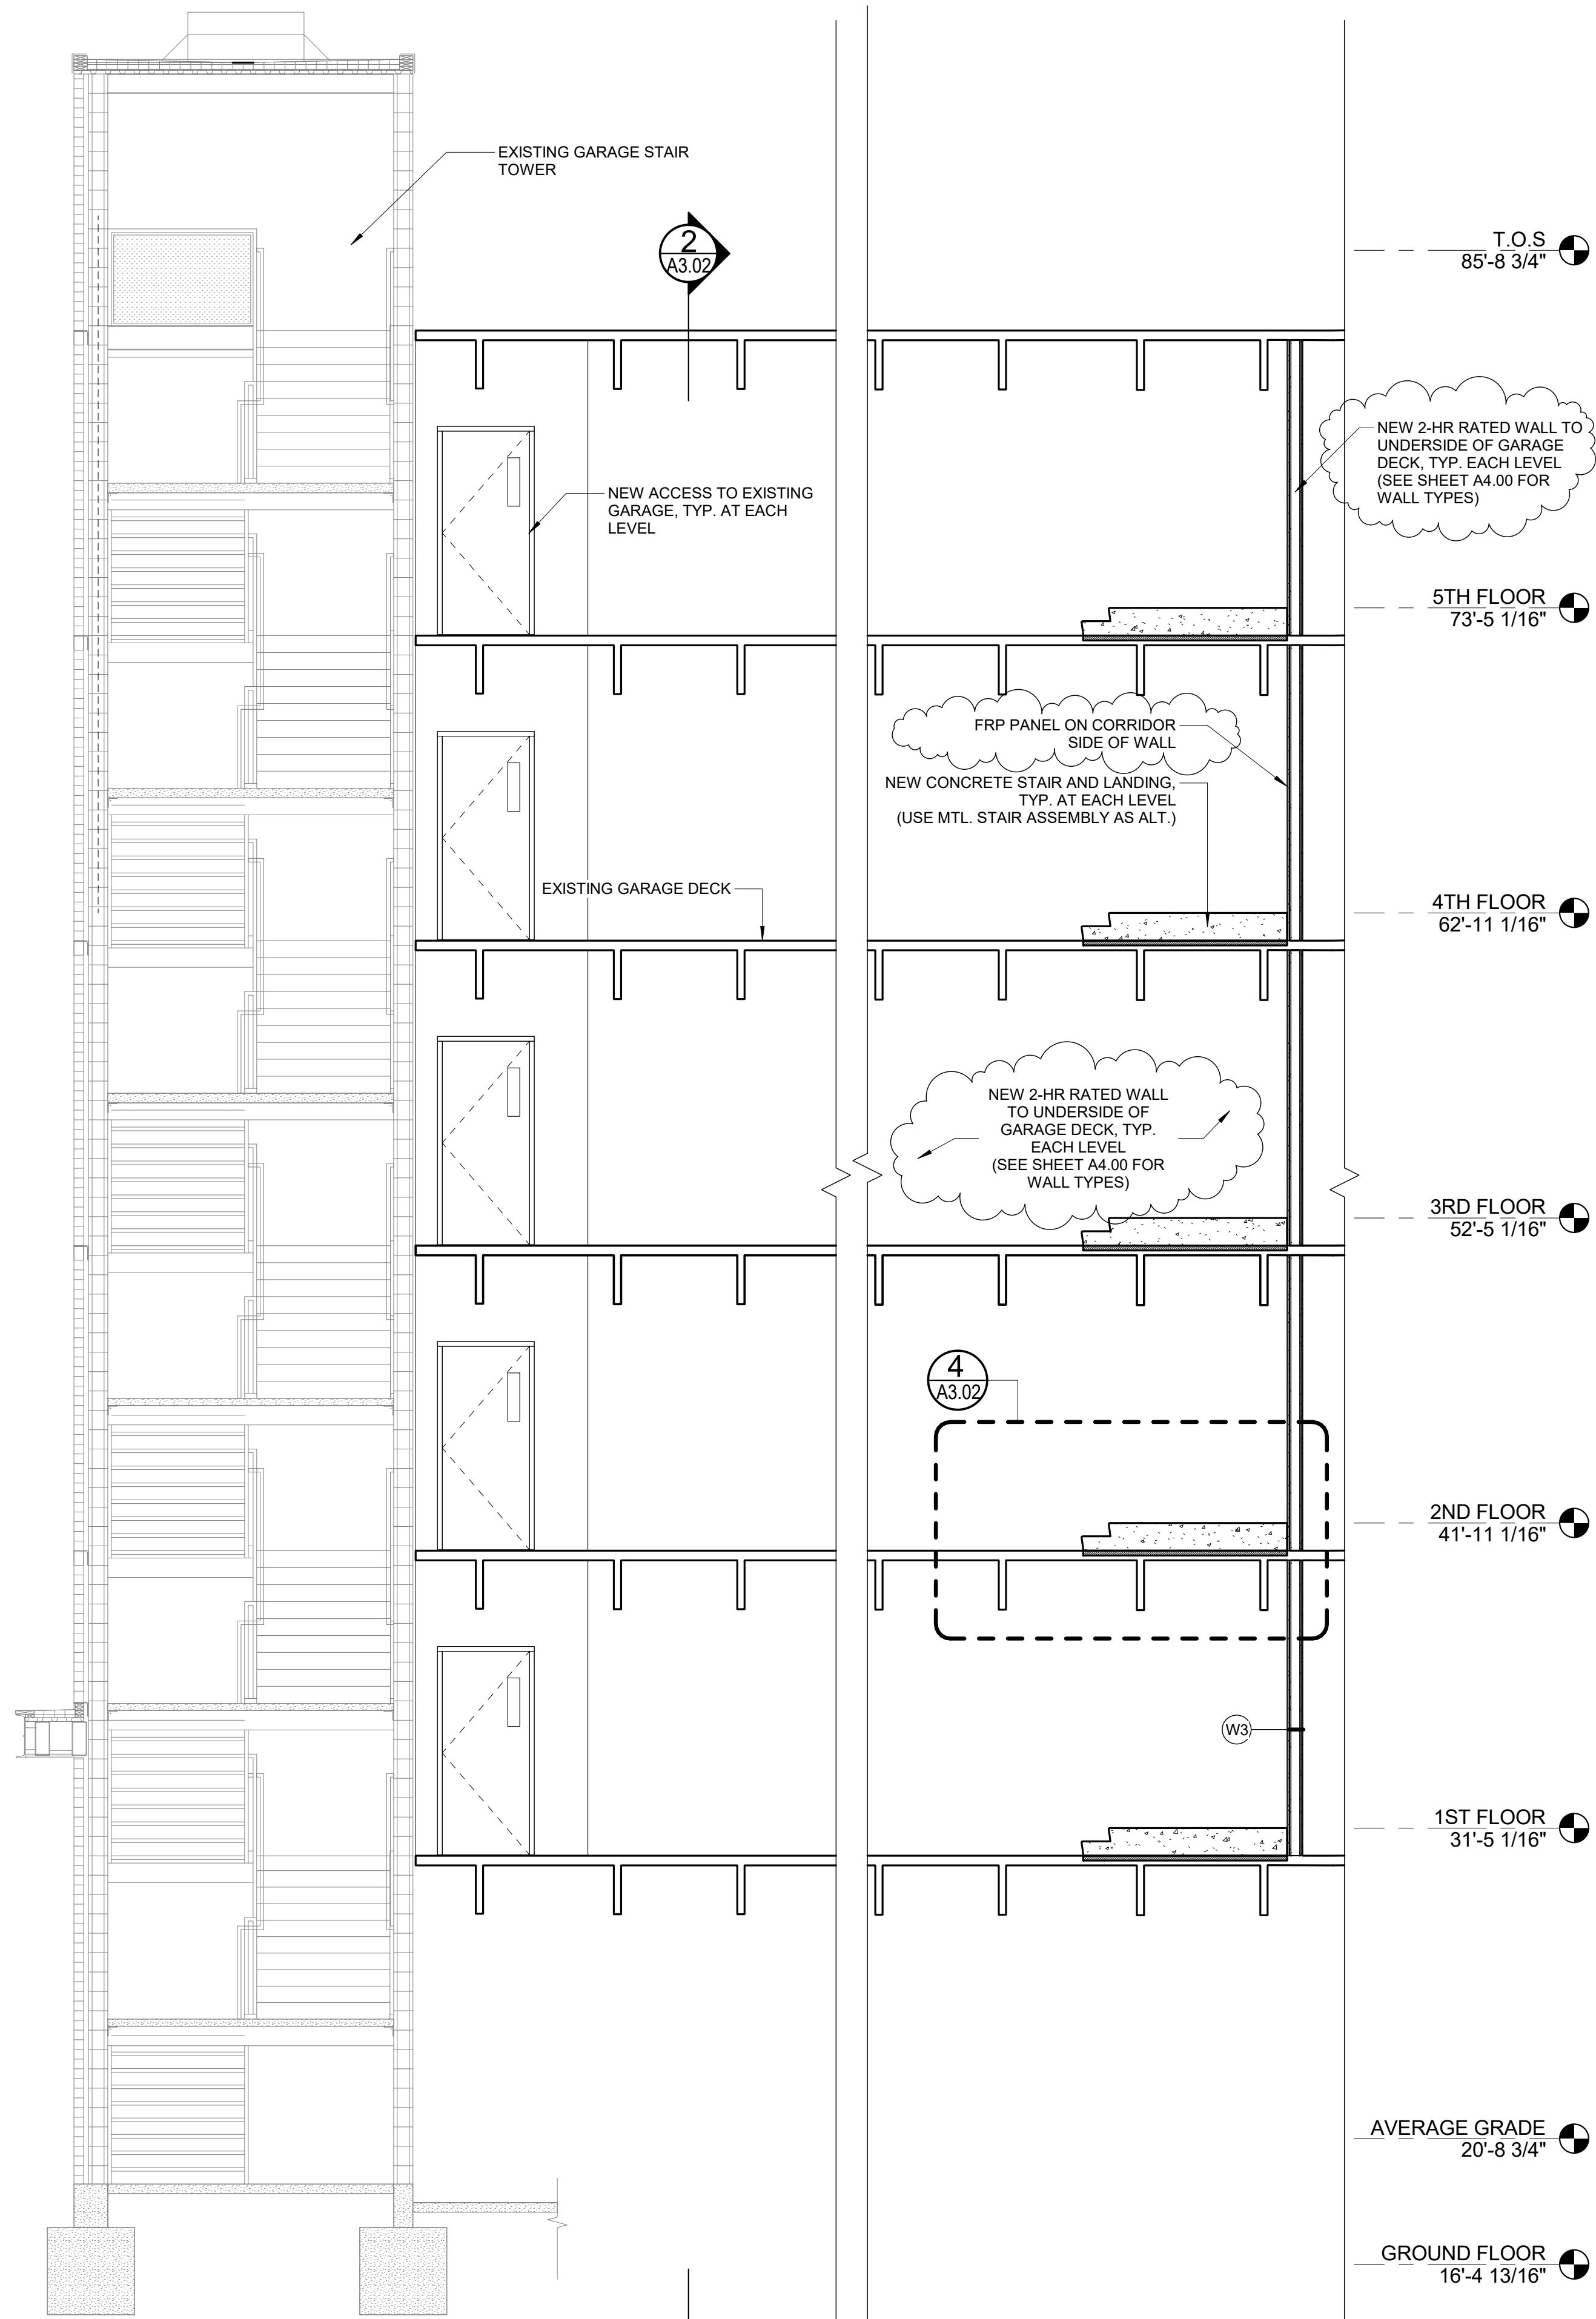 EXISTING GARAGE STAIR
TOWER
2
A3.02
T.O.S
85'-8 3/4"
NEW 2-HR RATED WALL TO
UNDERSIDE OF GARAGE
DECK, TYP. EACH LEVEL
(SEE SHEET A4.00 FOR
WALL TYPES)
NEW ACCESS TO EXISTING
GARAGE, TYP. AT EACH
LEVEL
5TH FLOOR
73'-5 1/16"
FRP PANEL ON CORRIDOR
SIDE OF WALL
NEW CONCRETE STAIR AND LANDING,
TYP. AT EACH LEVEL
(USE MTL. STAIR ASSEMBLY AS ALT.)
EXISTING GARAGE DECK
4TH FLOOR
62'-11 1/16"
NEW 2-HR RATED WALL
TO UNDERSIDE OF
GARAGE DECK, TYP.
EACH LEVEL
(SEE SHEET A4.00 FOR
WALL TYPES)
3RD FLOOR
52'-5 1/16"
4
A3.02
2ND FLOOR
41'-11 1/16"
W3
1ST FLOOR
31'-5 1/16"
AVERAGE GRADE
20'-8 3/4"
GROUND FLOOR
16'-4 13/16"